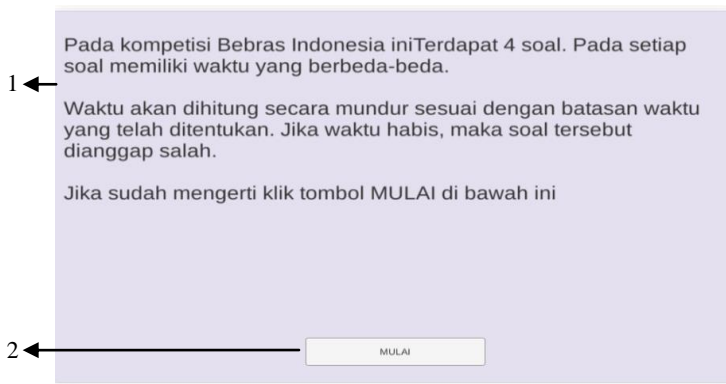 Pada kompetisi Bebras Indonesia iniTerdapat 4 soal. Pada setiap
soal memiliki waktu yang berbeda-beda.
1
Waktu akan dihitung secara mundur sesuai dengan batasan waktu
yang telah ditentukan. Jika waktu habis, maka soal tersebut
dianggap salah.
Jika sudah mengerti klik tombol MULAI di bawah ini
2
MULAI